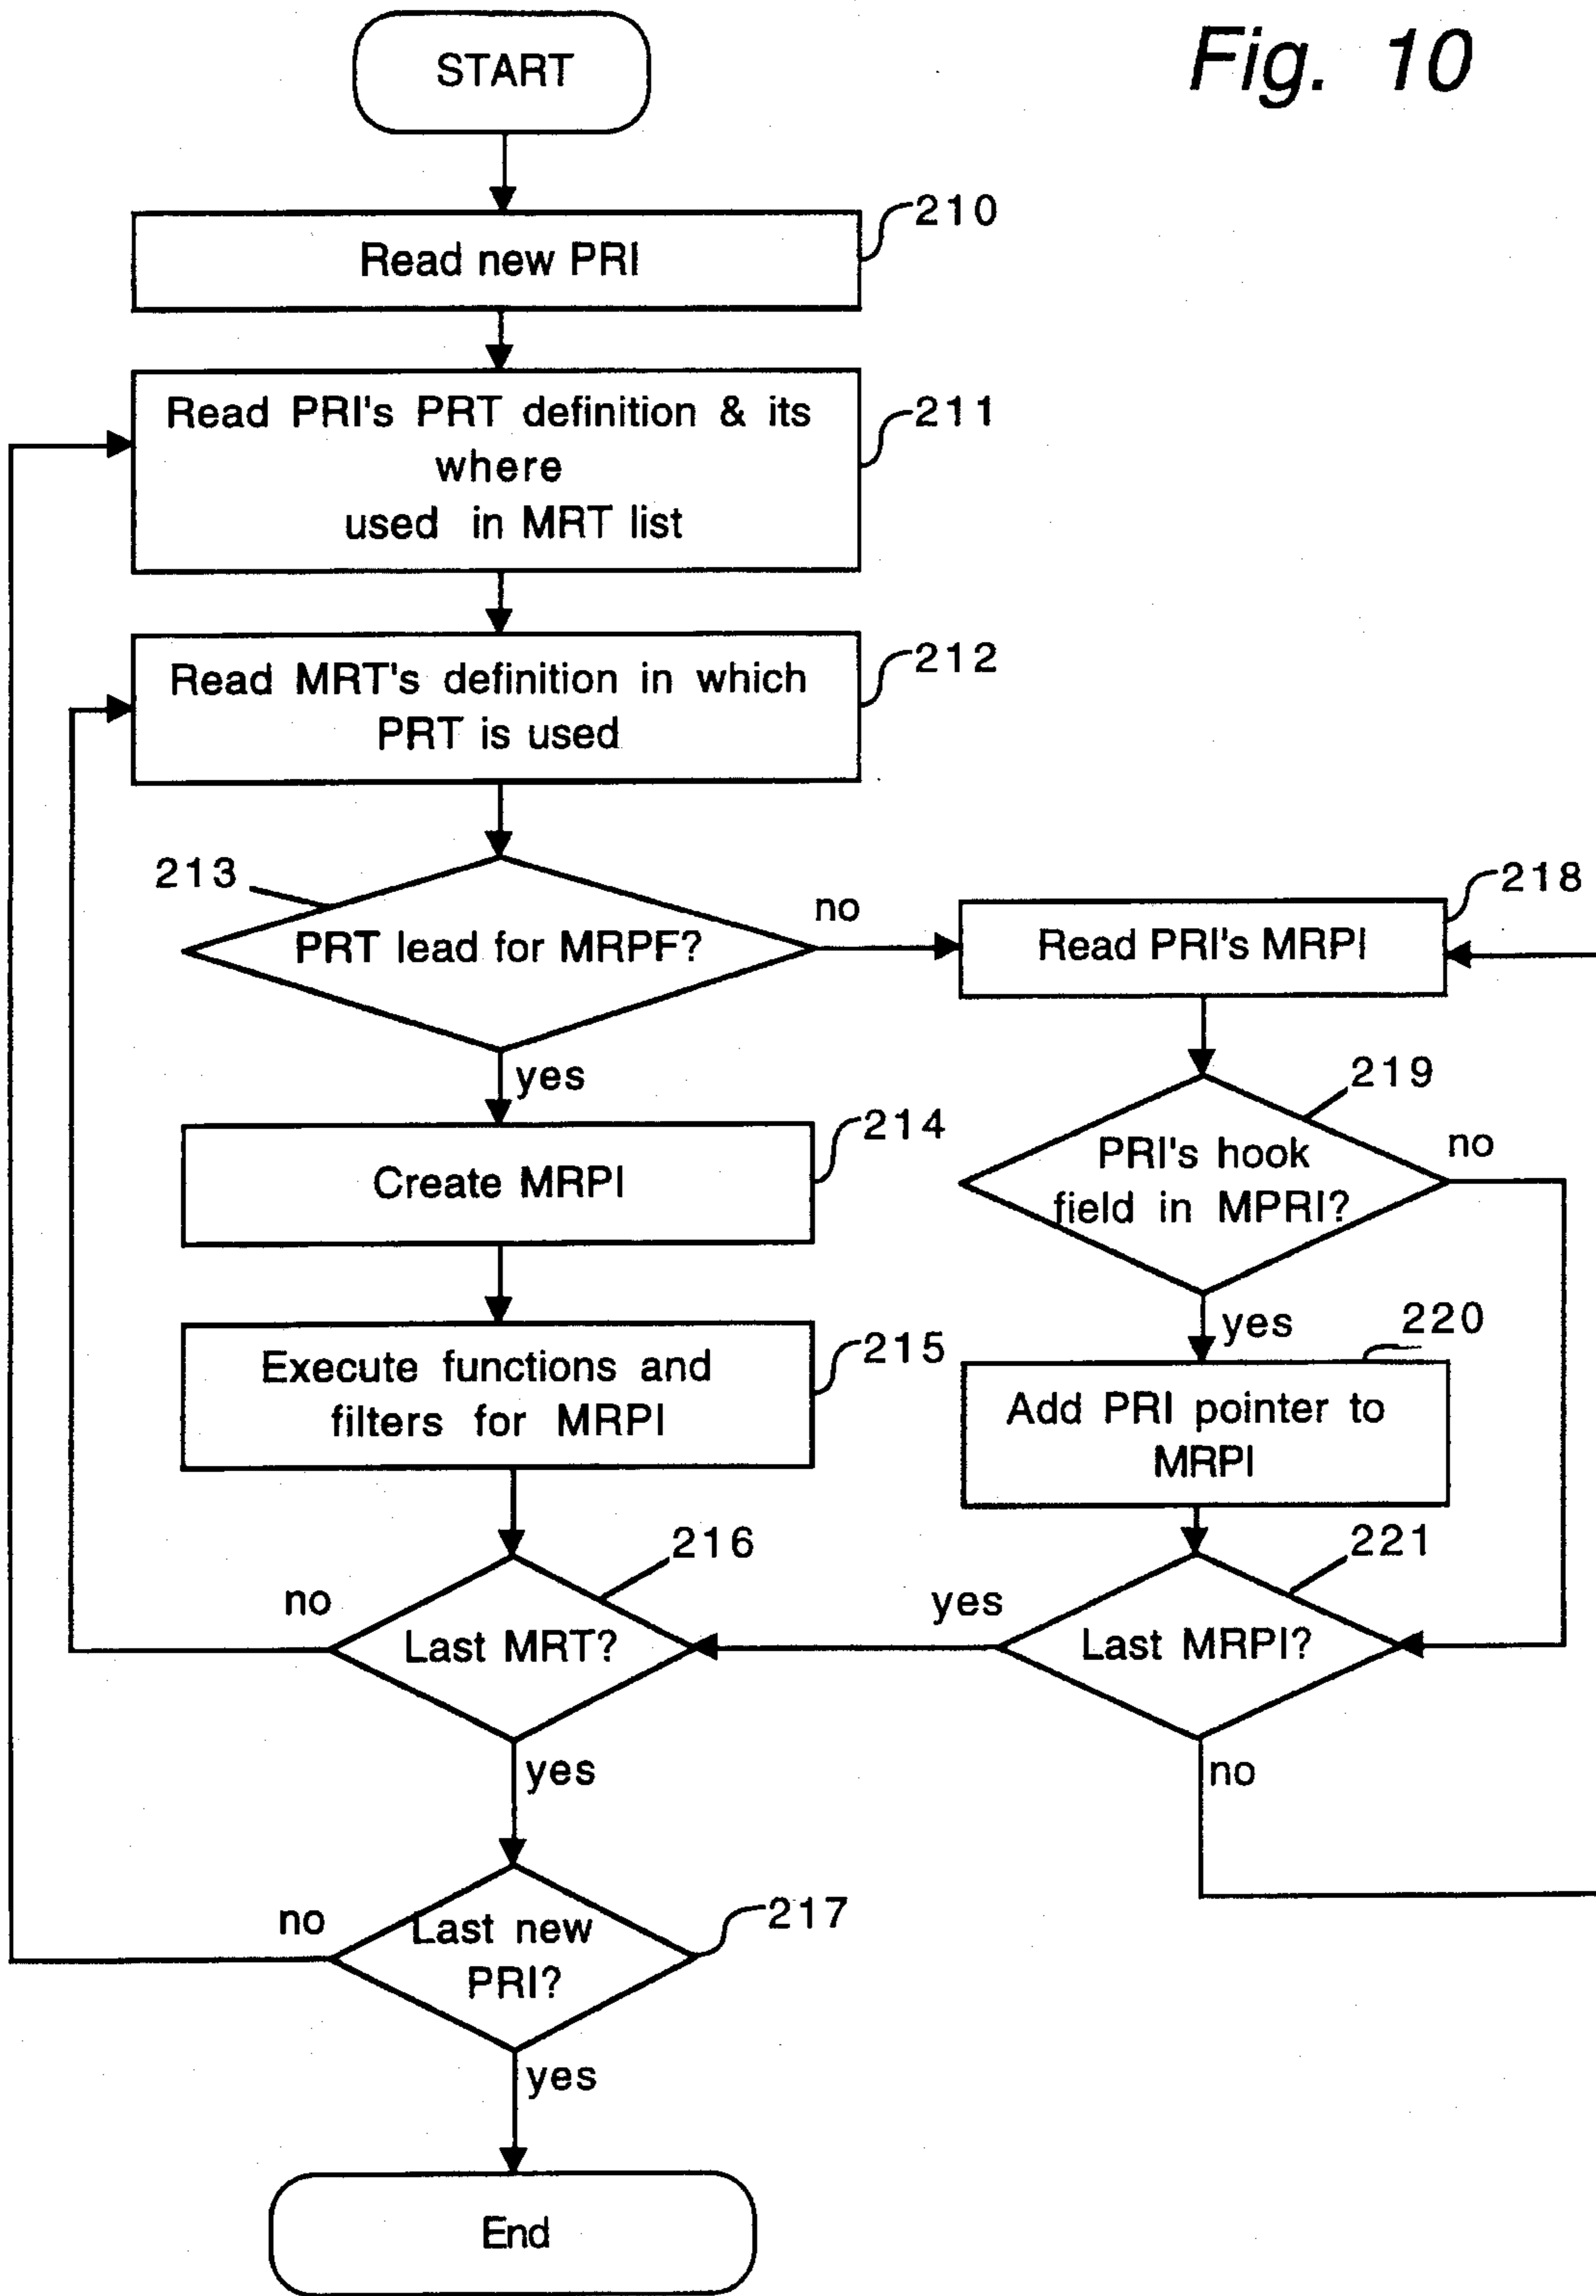 Fig. 10
START
210
Read new PRI
211
Read PRI's PRT definition & its
where
used in MRT list
212
Read MRT's definition in which
PRT is used
213
PRT lead for MRPF?
no
218
Read PRI's MRPI
yes
219
PRI's hook
field in MPRI?
no
214
Create MRPI
yes
220
Add PRI pointer to
MRPI
215
Execute functions and
filters for MRPI
216
no
Last MRT?
221
yes
Last MRPI?
no
yes
217
no
Last new
PRI?
yes
End